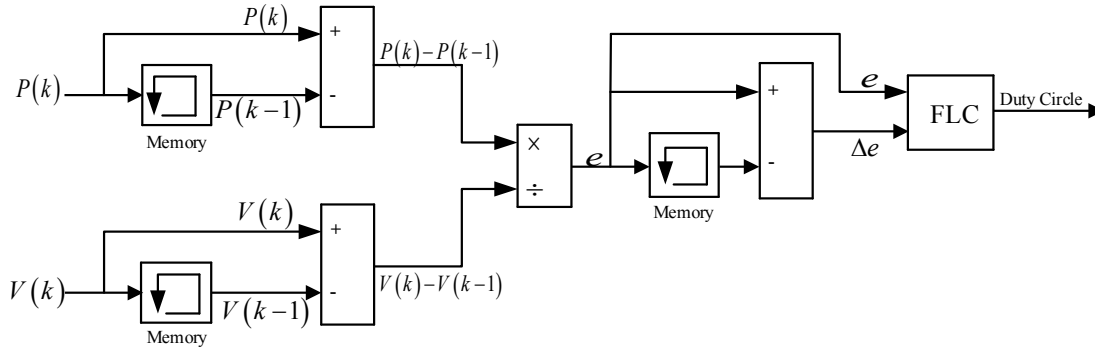 P(k)
P(k)
Memory
P(k−1)
+
-
P(k)−P(k−1)
V(k)
V(k)
Memory
V(k−1)
+
-
V(k)−V(k−1)
×
÷
e
Memory
+
-
e
Δe
FLC
Duty Circle